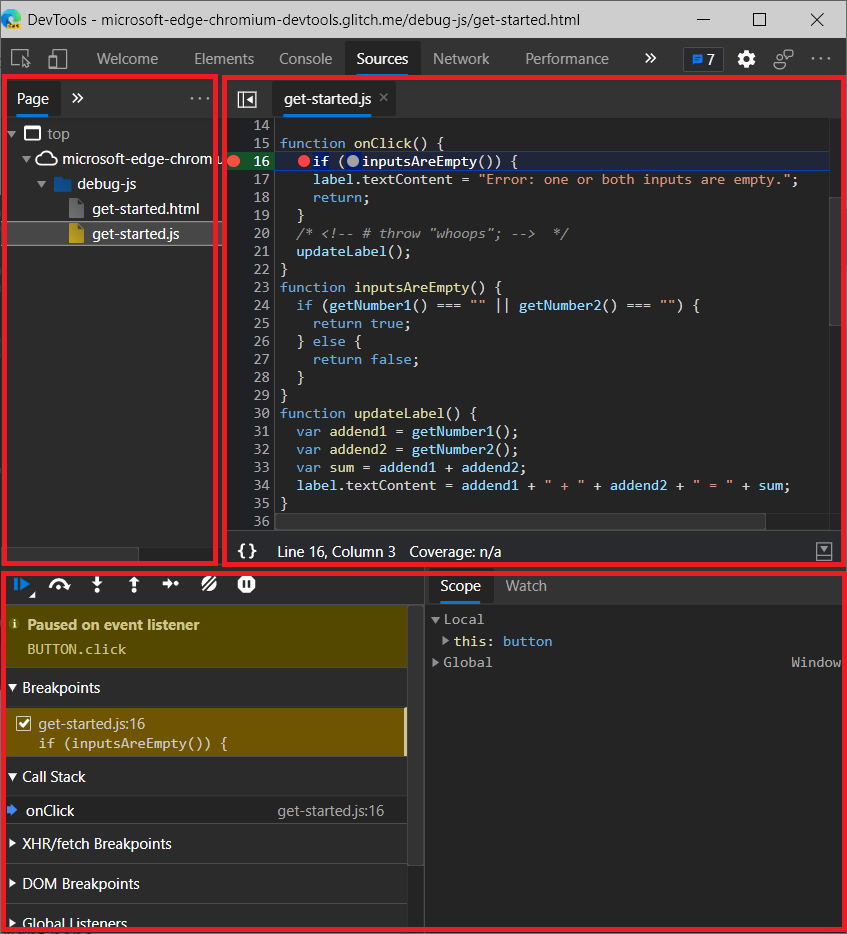 DevTools - microsoft-edge-chromium-devtools.glitch.me/debug-js/get-started.html
Welcome Elements Console Sources Network Performance 7
Page
top
microsoft-edge-chromiu
debug-js
get-started.html
get-started.js
get-started.js
14
15 function onClick() {
16 if (inputsAreEmpty()) {
17 label.textContent = "Error: one or both inputs are empty.";
18 return;
19 }
20 /* <!-- # throw "whoops"; --> */
21 updateLabel();
22 }
23 function inputsAreEmpty() {
24 if (getNumber1() === "" || getNumber2() === "") {
25 return true;
26 } else {
27 return false;
28 }
29 }
30 function updateLabel() {
31 var addend1 = getNumber1();
32 var addend2 = getNumber2();
33 var sum = addend1 + addend2;
34 label.textContent = addend1 + " + " + addend2 + " = " + sum;
35 }
36
{} Line 16, Column 3 Coverage: n/a
Paused on event listener
BUTTON.click
Breakpoints
get-started.js:16
if (inputsAreEmpty()) {
Call Stack
onClick get-started.js:16
XHR/fetch Breakpoints
DOM Breakpoints
Global Listeners
Scope Watch
Local
this: button
Global Window